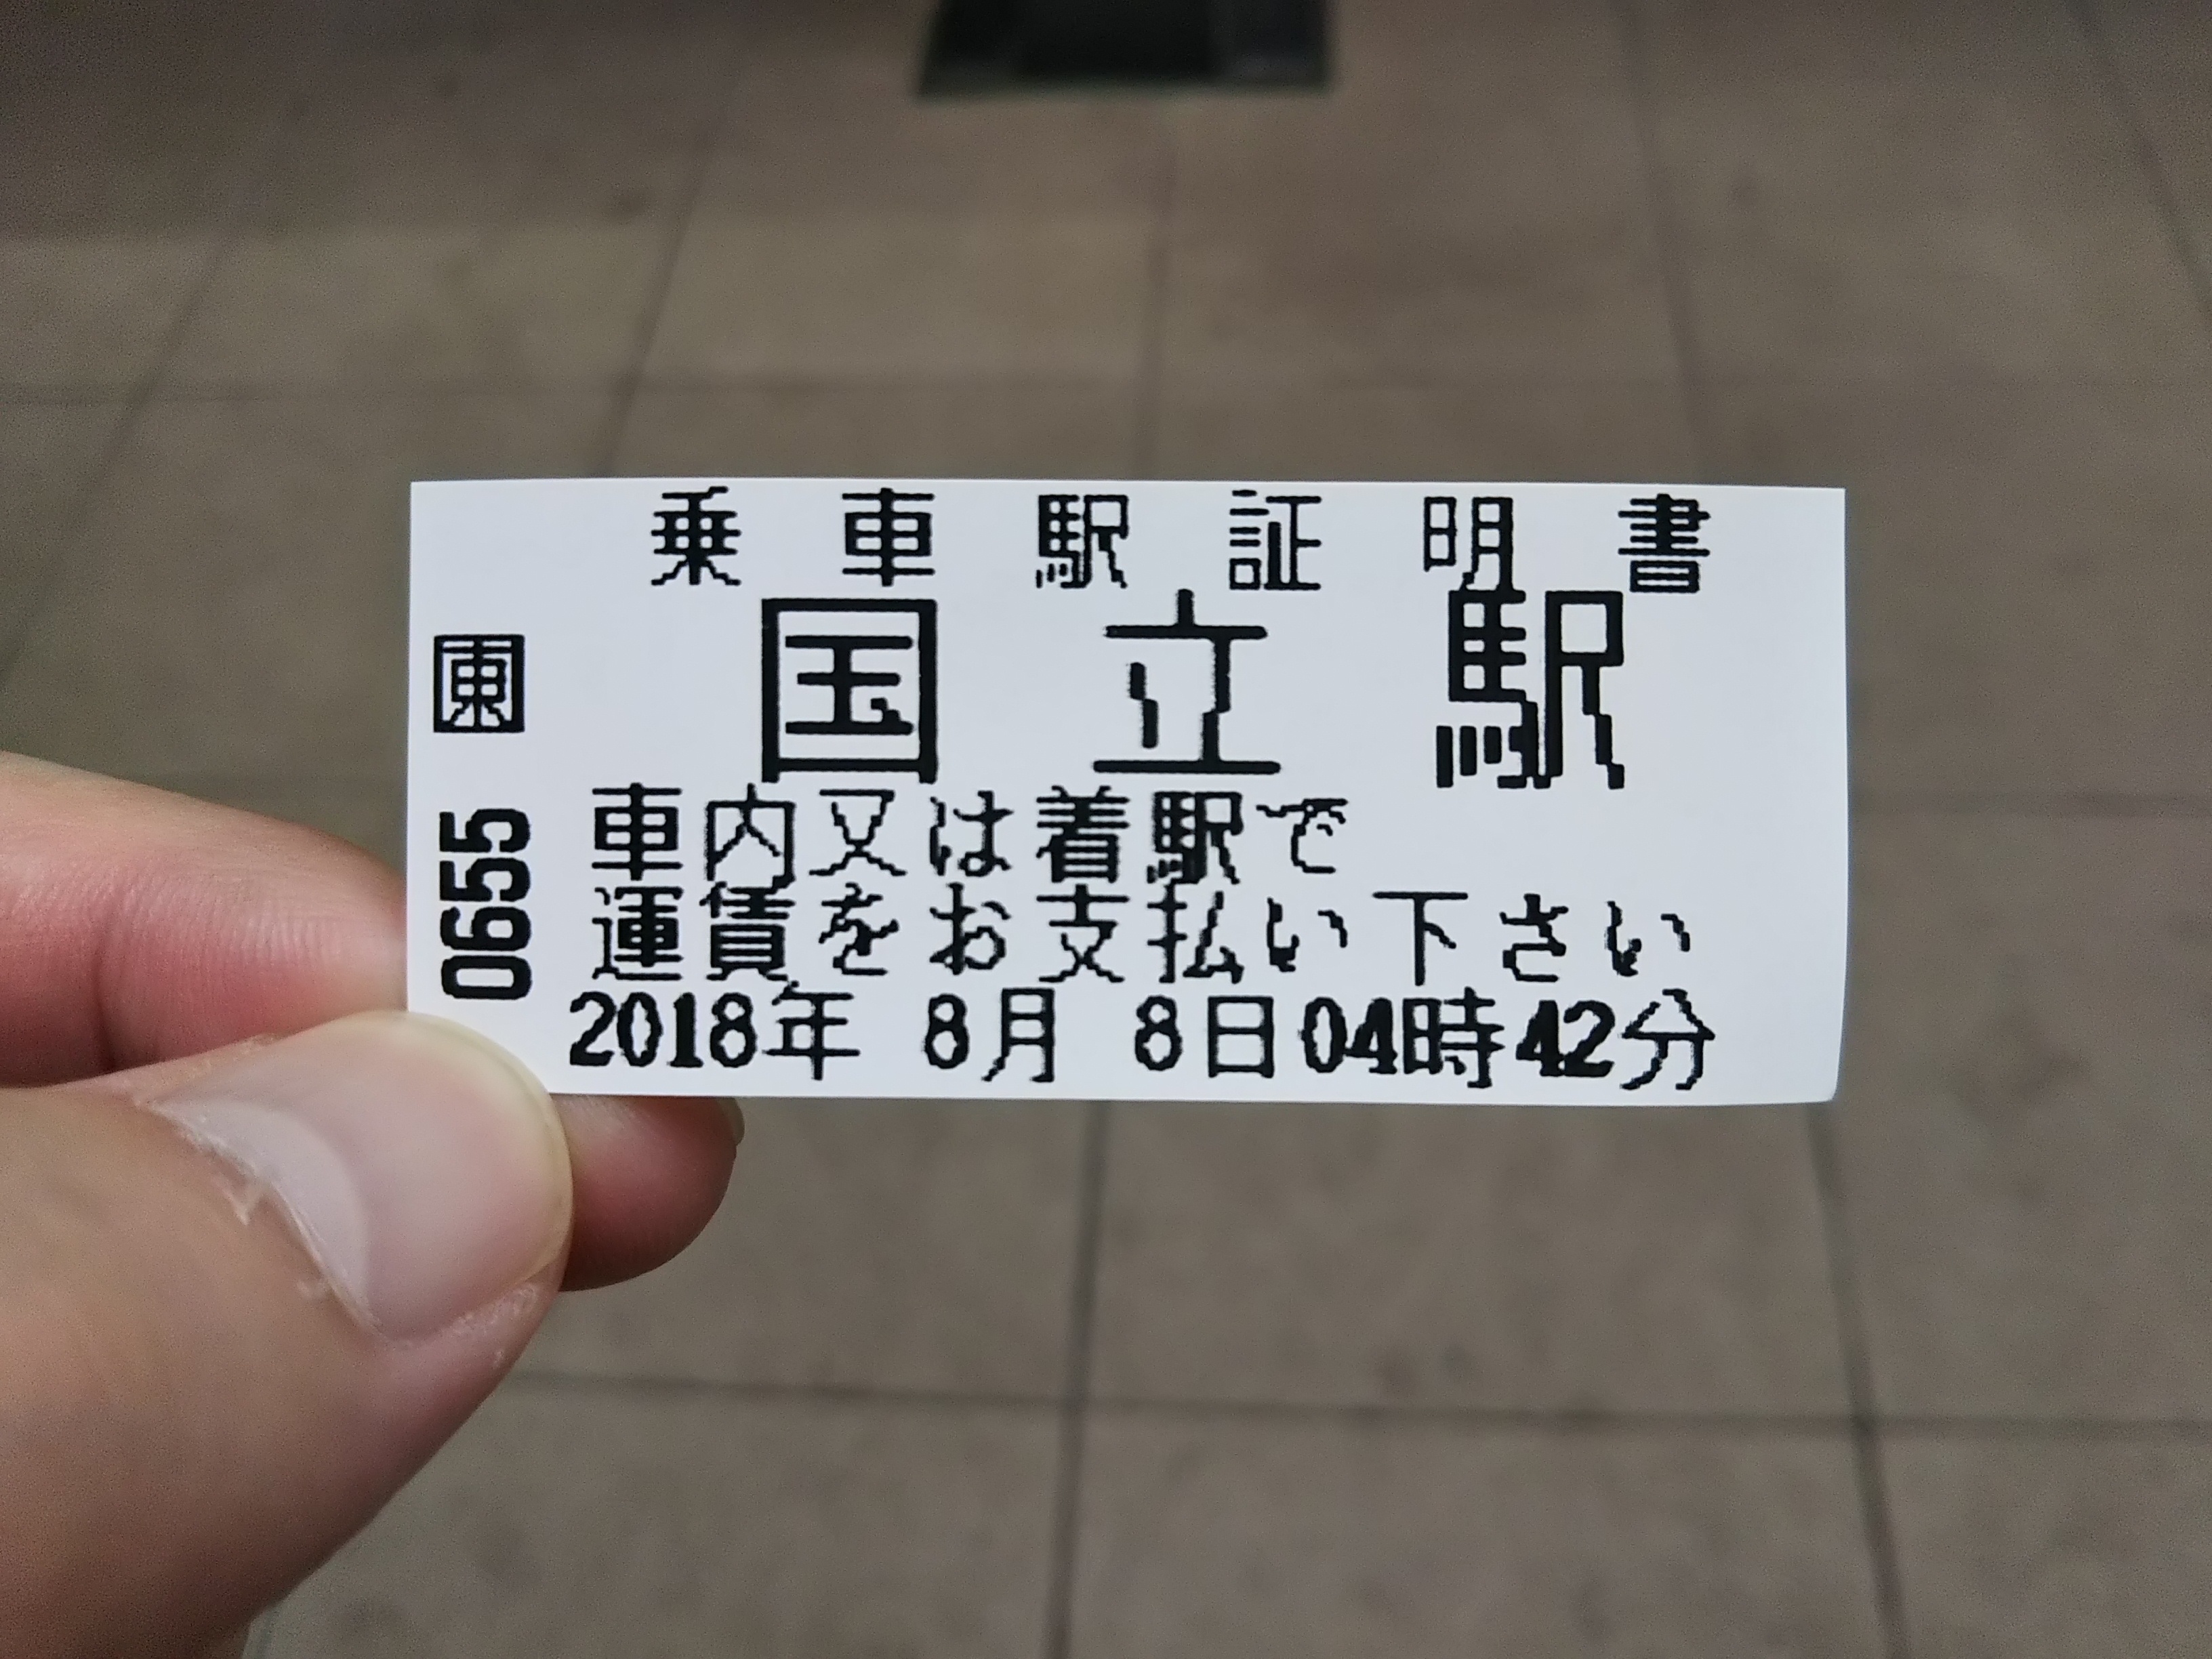 乗車駅証明書
国立駅
東
0655
車内又は着駅で
運賃をお支払い下さい
2018年 8月 8日04時42分